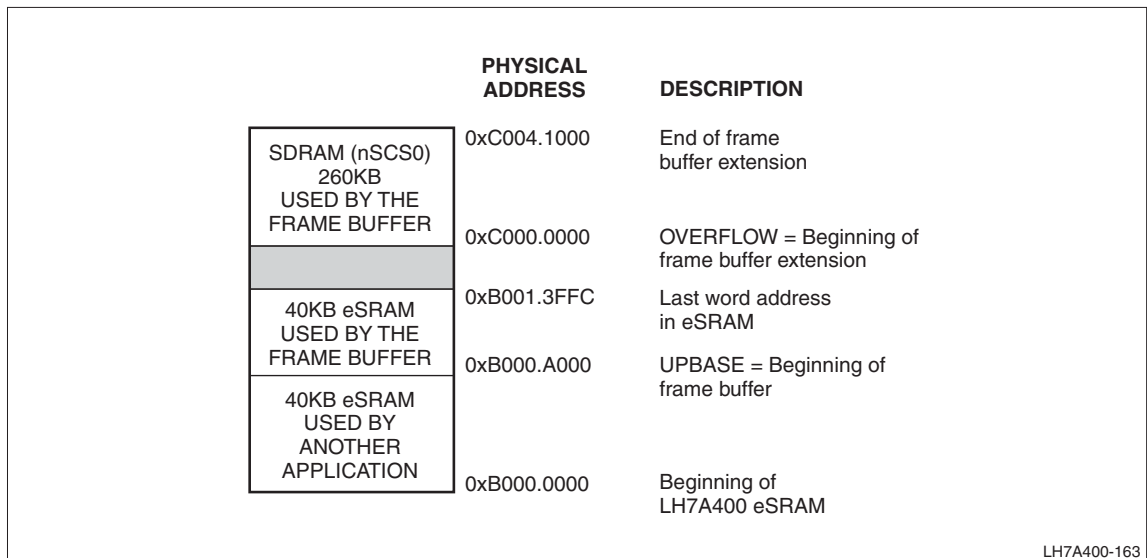 PHYSICAL
ADDRESS
DESCRIPTION
SDRAM (nSCS0)
260KB
USED BY THE
FRAME BUFFER
0xC004.1000
End of frame
buffer extension
0xC000.0000
OVERFLOW = Beginning of
frame buffer extension
40KB eSRAM
USED BY THE
FRAME BUFFER
0xB001.3FFC
Last word address
in eSRAM
0xB000.A000
UPBASE = Beginning of
frame buffer
40KB eSRAM
USED BY
ANOTHER
APPLICATION
0xB000.0000
Beginning of
LH7A400 eSRAM
LH7A400-163